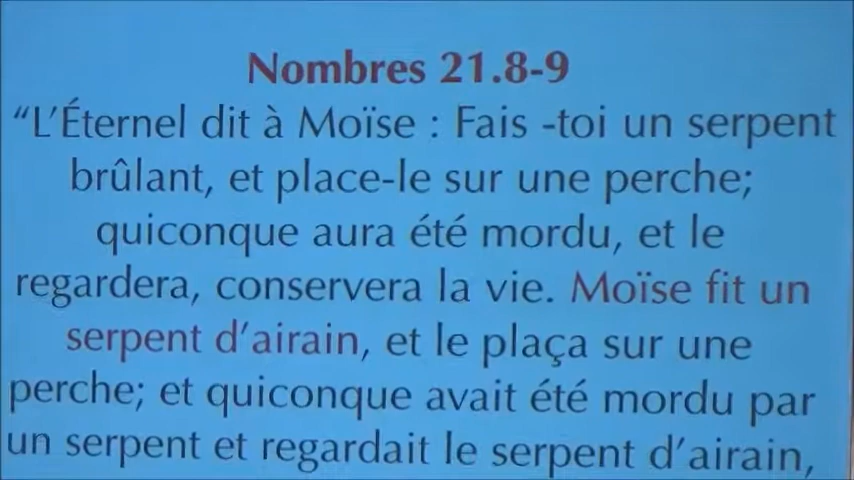 Nombres 21.8-9
“L’Éternel dit à Moïse : Fais -toi un serpent
brûlant, et place-le sur une perche;
quiconque aura été mordu, et le
regardera, conservera la vie. Moïse fit un
serpent d’airain, et le plaça sur une
perche; et quiconque avait été mordu par
un serpent et regardait le serpent d’airain,